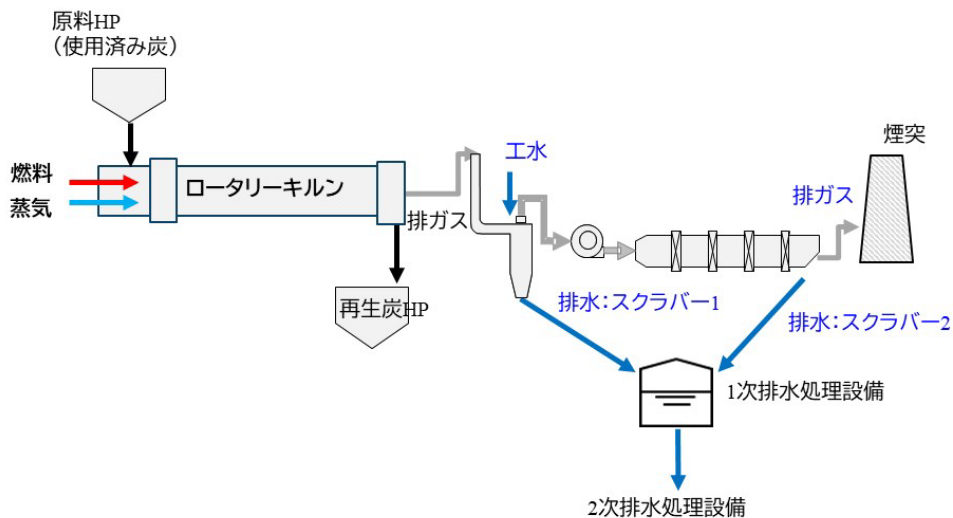 原料HP
（使用済み炭）
燃料
蒸気
ロータリーキルン
排ガス
再生炭HP
工水
煙突
排ガス
排水：スクラバー1
排水：スクラバー2
1次排水処理設備
2次排水処理設備